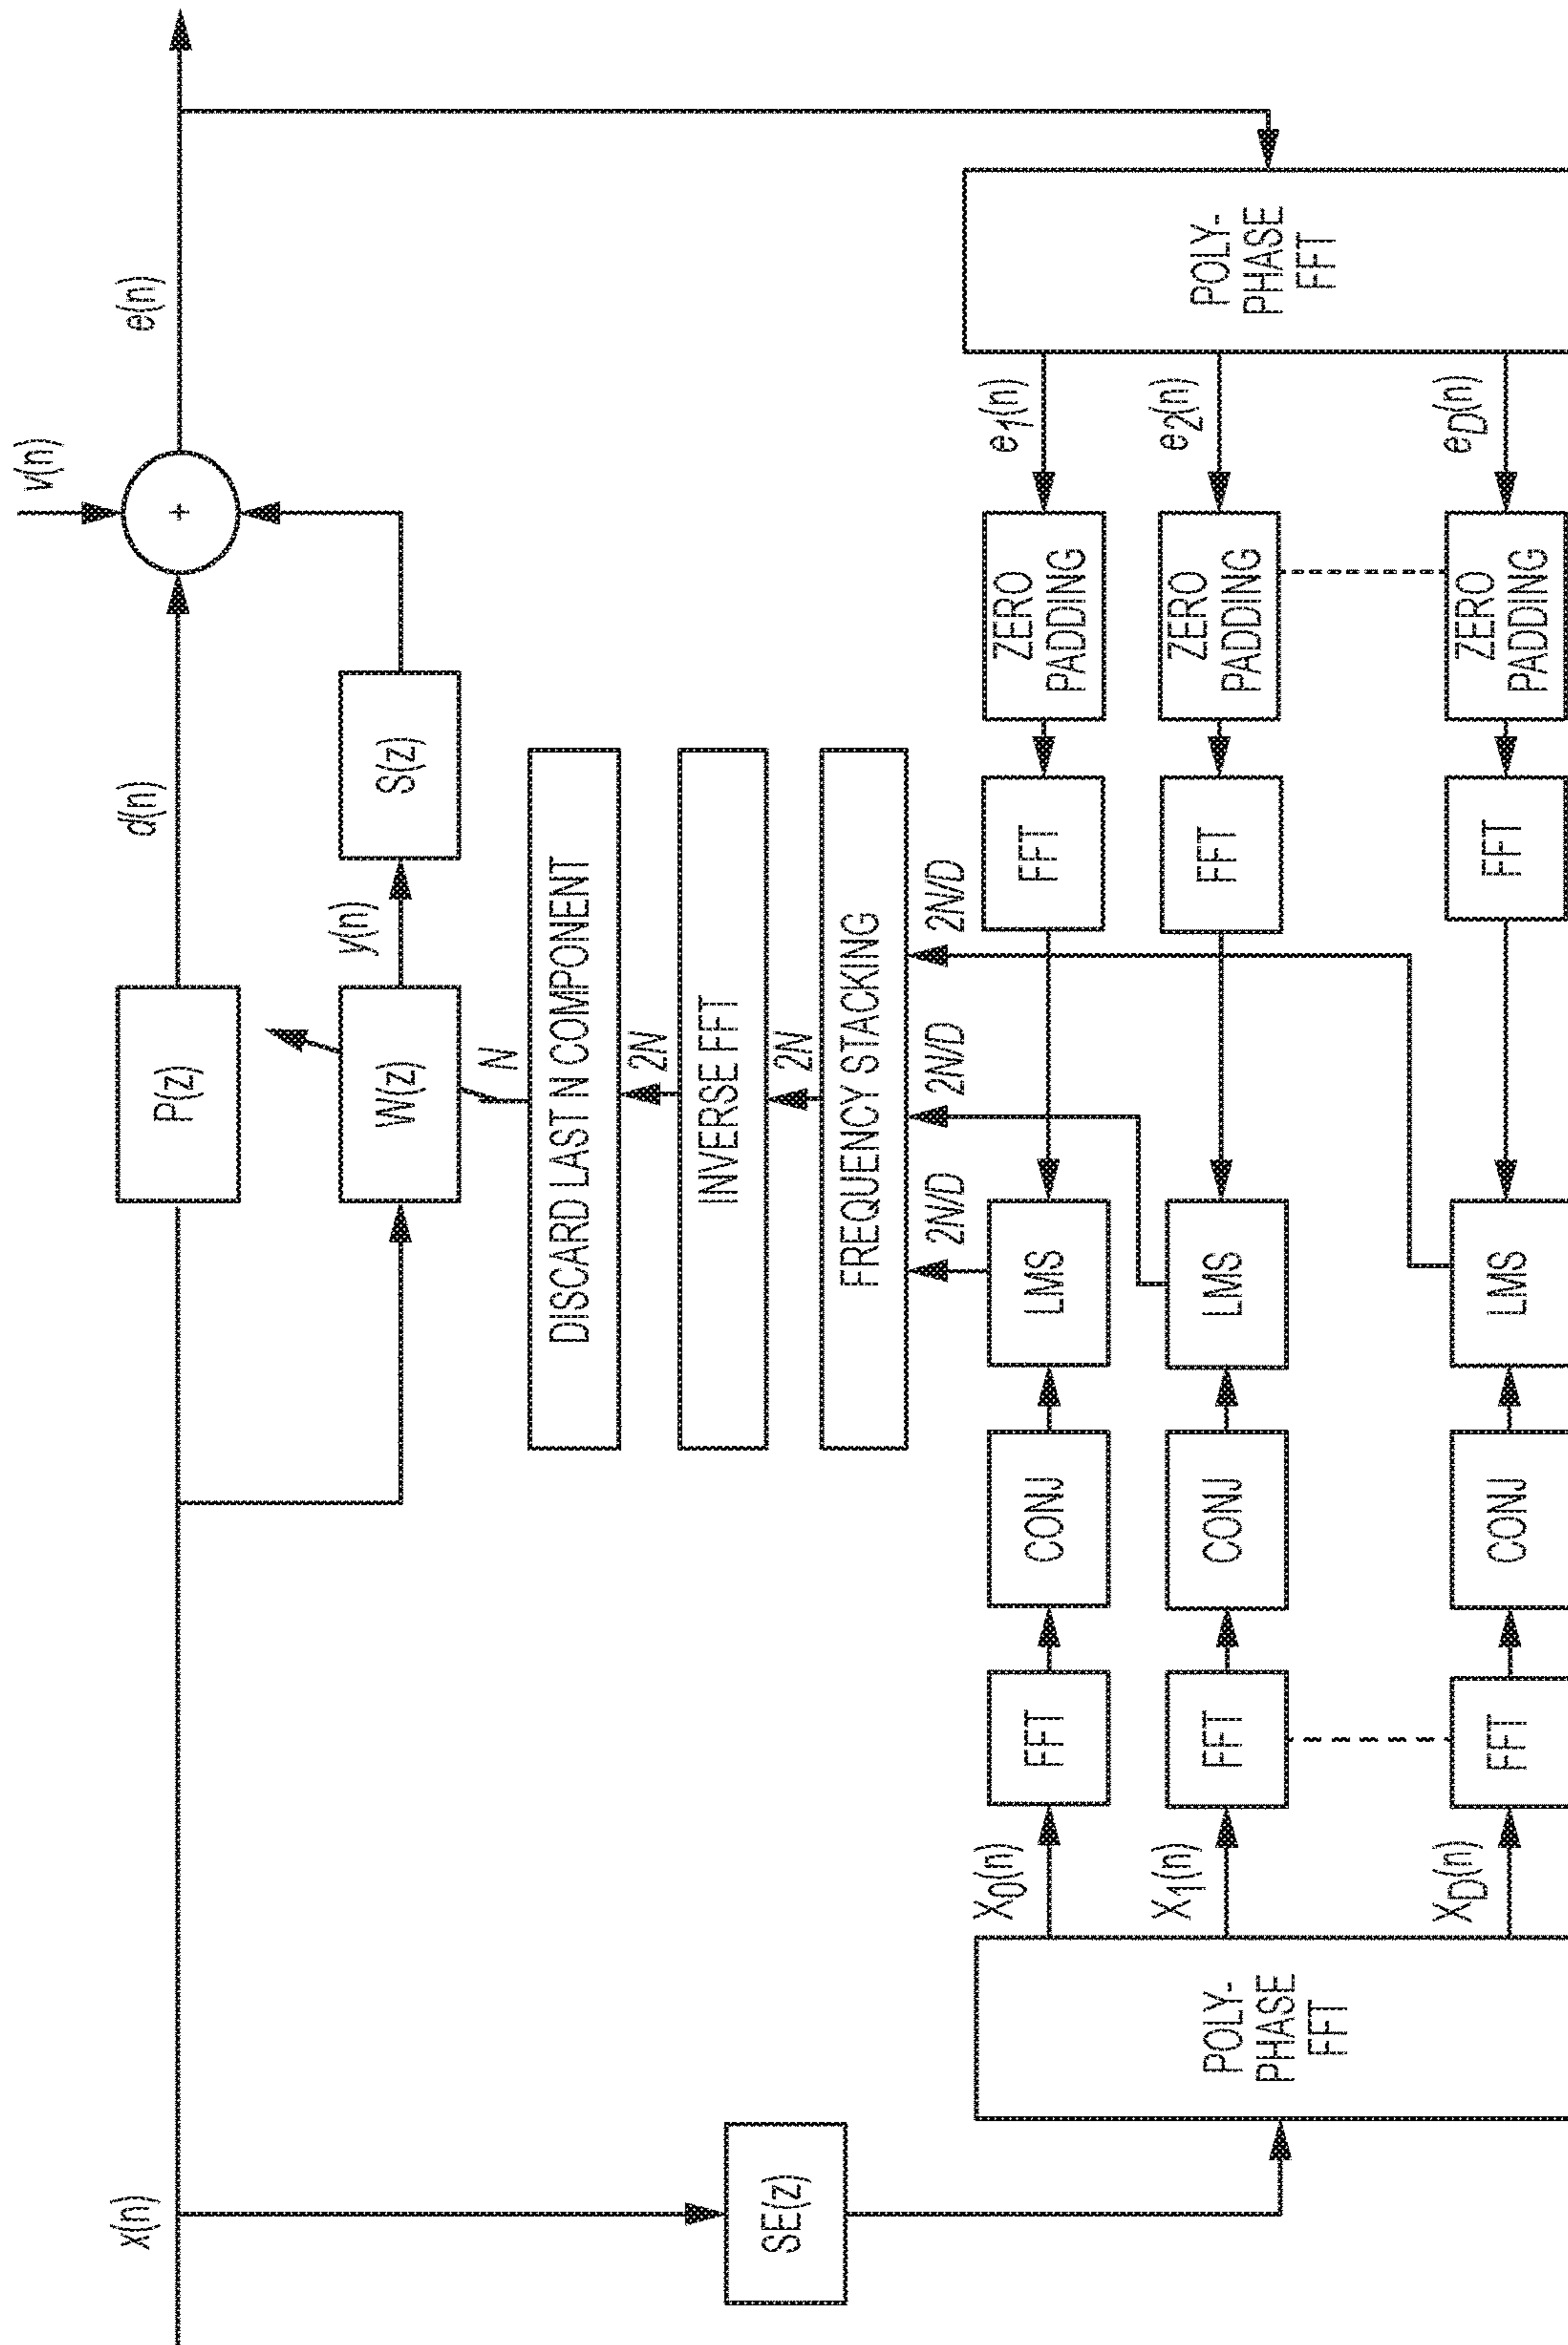 x(n)
P(z)
d(n)
v(n)
+
e(n)
W(z)
y(n)
S(z)
N
DISCARD LAST N COMPONENT
2N
INVERSE FFT
2N
FREQUENCY STACKING
2N/D
2N/D
2N/D
SE(z)
POLY-
PHASE
FFT
X0(n)
FFT
CONJ
LMS
FFT
ZERO
PADDING
e1(n)
X1(n)
FFT
CONJ
LMS
FFT
ZERO
PADDING
e2(n)
XD(n)
FFT
CONJ
LMS
FFT
ZERO
PADDING
eD(n)
POLY-
PHASE
FFT